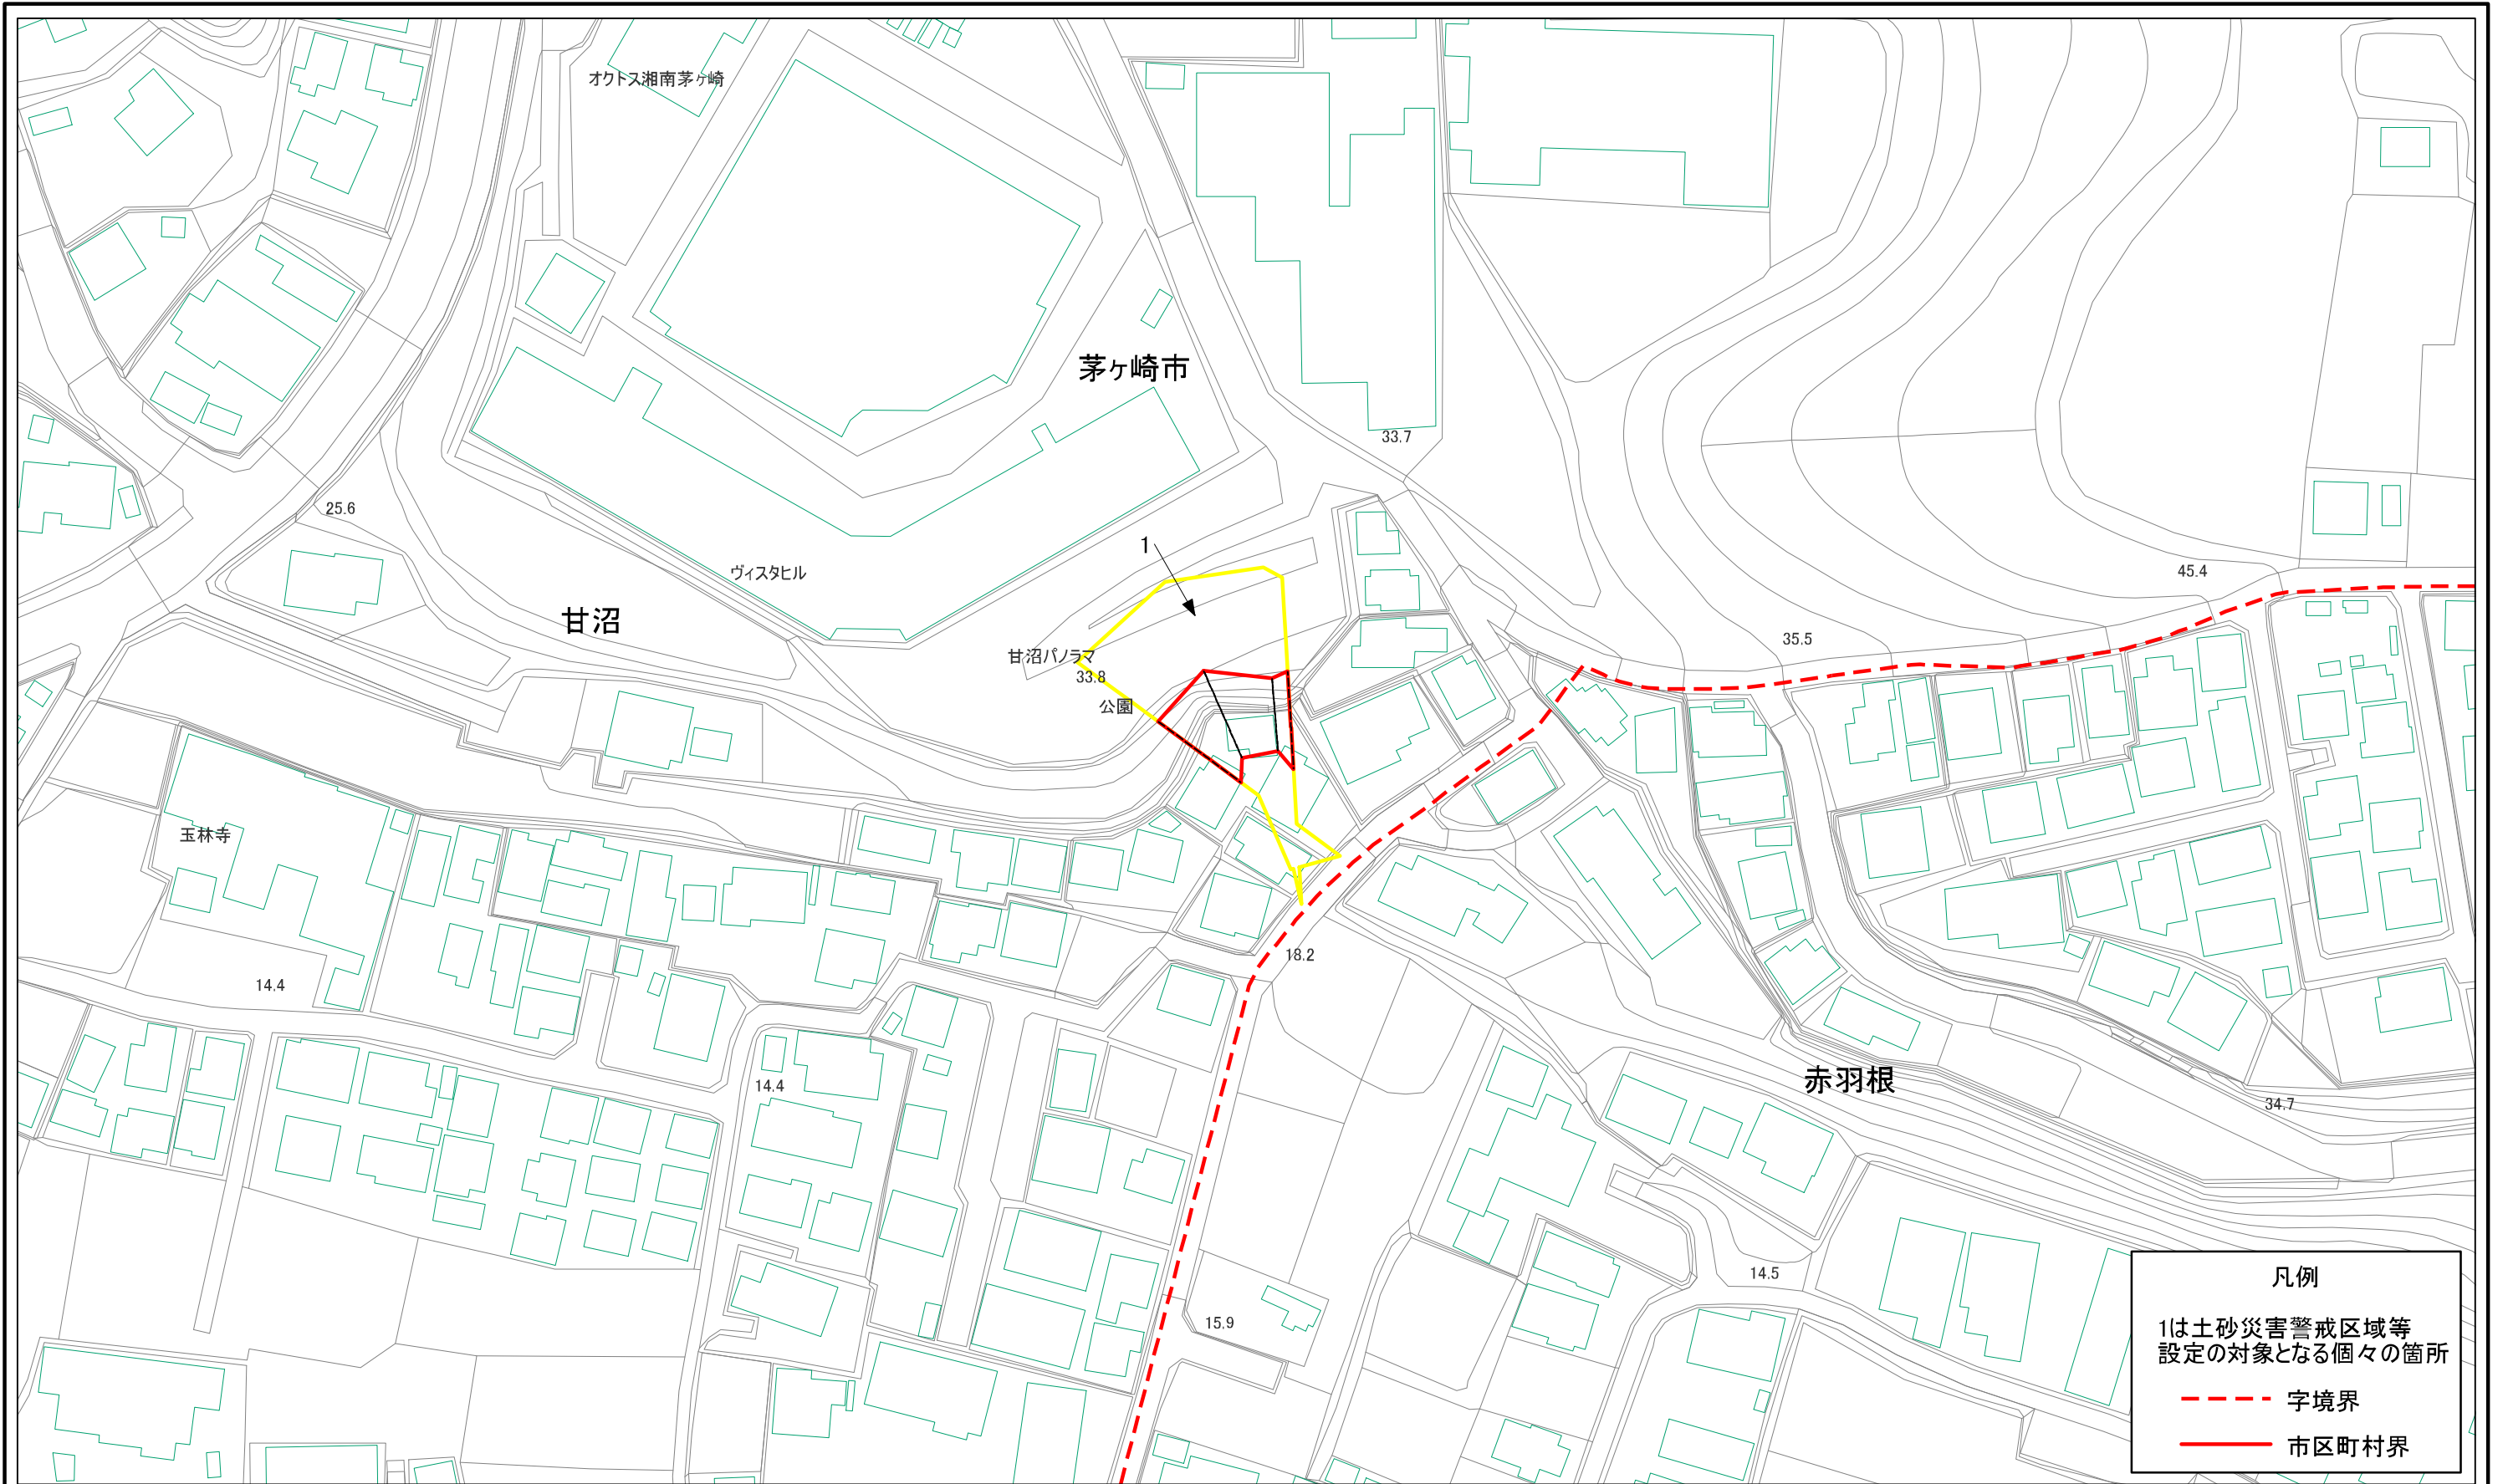 オクトス湘南茅ヶ崎
茅ヶ崎市
33.7
25.6
1
ヴィスタヒル
45.4
甘沼
35.5
甘沼パノラマ
33.8
公園
玉林寺
18.2
14.4
14.4
赤羽根
34.7
14.5
15.9
凡例
1は土砂災害警戒区域等
設定の対象となる個々の箇所
字境界
市区町村界